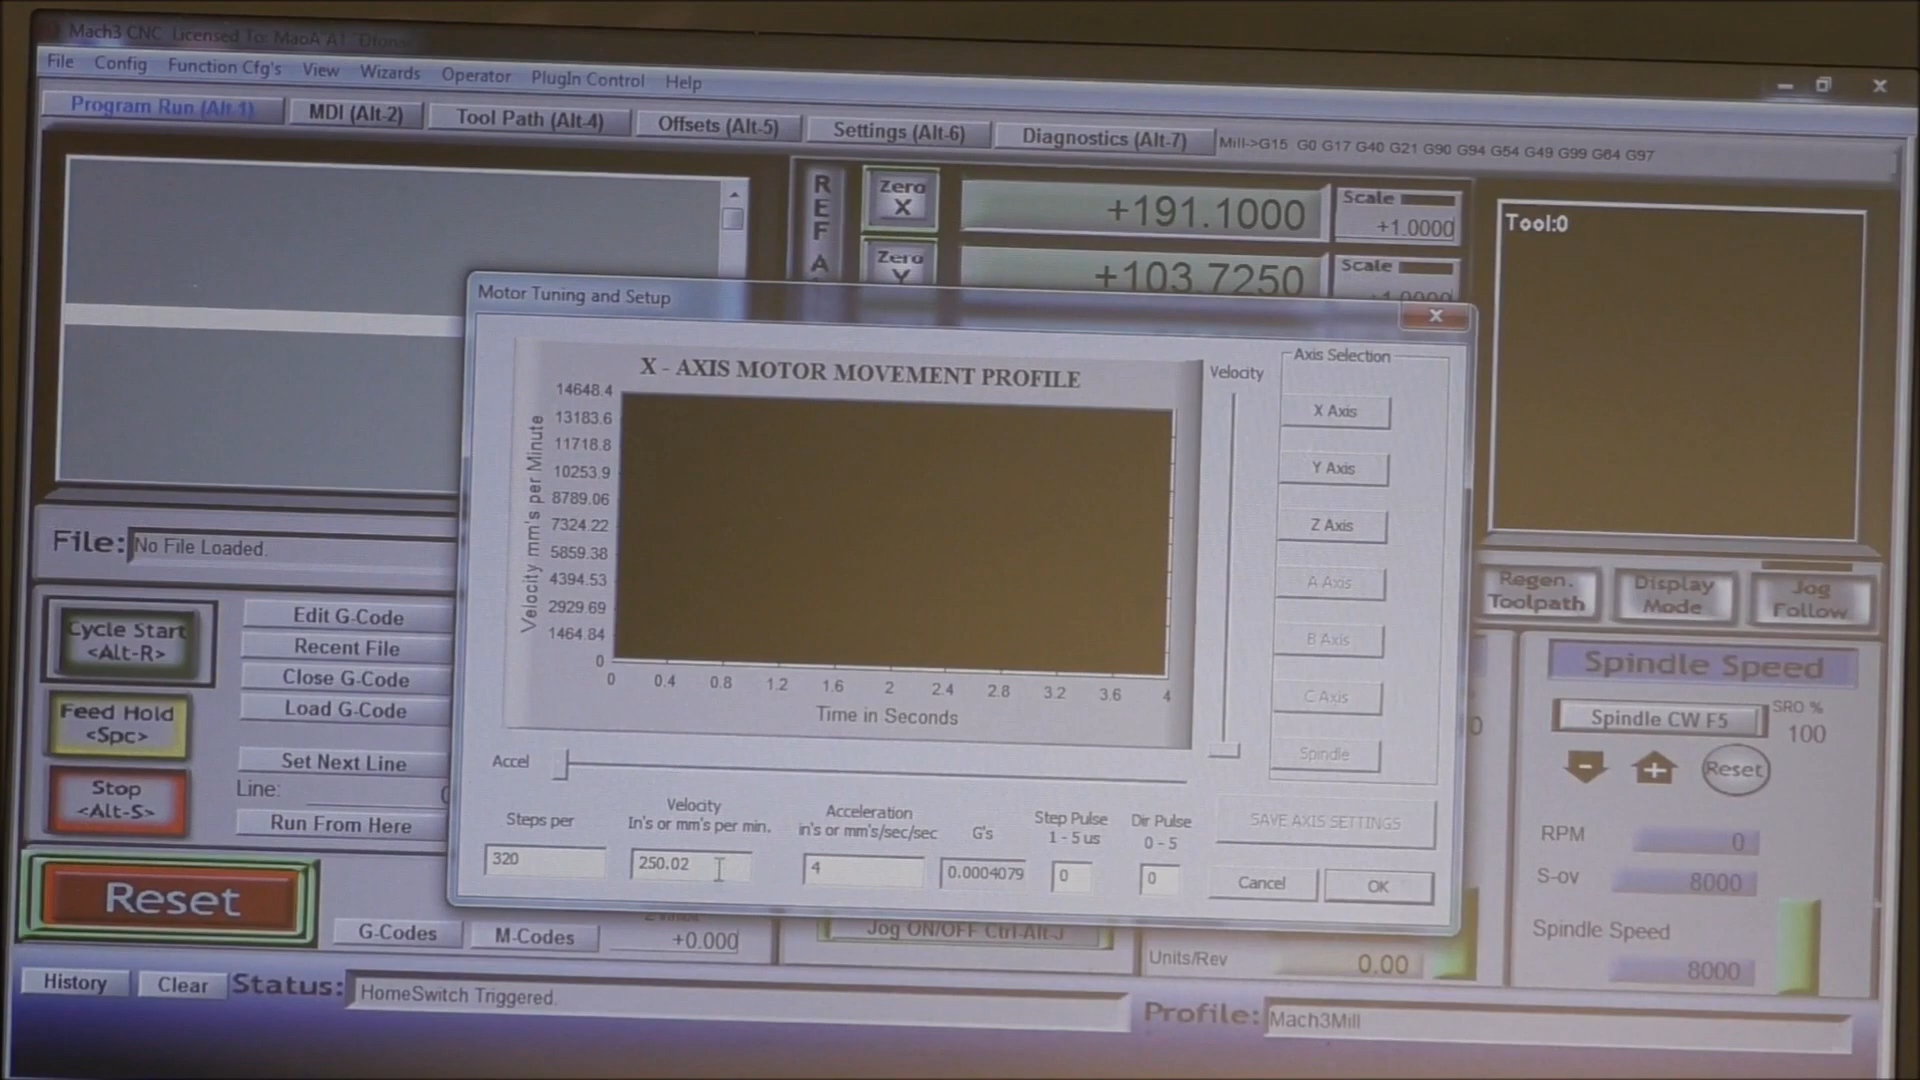 Mach3 CNC Licensed To:
File Config Function Cfg's View Wizards Operator PlugIn Control Help
Program Run (Alt-1) MDI (Alt-2) Tool Path (Alt-4) Offsets (Alt-5) Settings (Alt-6) Diagnostics (Alt-7) Mill->G15 G0 G17 G40 G21 G90 G94 G54 G49 G99 G64 G97
REF A
Zero X
+191.1000
Scale
+1.0000
Zero Y
+103.7250
Scale
+1.0000
Tool:0
Motor Tuning and Setup
X - AXIS MOTOR MOVEMENT PROFILE
Velocity mm's per Minute
14648.4
13183.6
11718.8
10253.9
8789.06
7324.22
5859.38
4394.53
2929.69
1464.84
0
0 0.4 0.8 1.2 1.6 2 2.4 2.8 3.2 3.6 4
Time in Seconds
Velocity
Axis Selection
X Axis
Y Axis
Z Axis
A Axis
B Axis
C Axis
Spindle
Accel
Steps per
320
Velocity
In's or mm's per min.
250.02
Acceleration
in's or mm's/sec/sec
4
G's
0.0004079
Step Pulse
1 - 5 us
0
Dir Pulse
0 - 5
0
SAVE AXIS SETTINGS
Cancel OK
File: No File Loaded.
Cycle Start
<Alt-R>
Feed Hold
<Spc>
Stop
<Alt-S>
Edit G-Code
Recent File
Close G-Code
Load G-Code
Set Next Line
Line:
Run From Here
Reset
G-Codes M-Codes
+0.000
Jog ON/OFF Ctrl-Alt-J
Units/Rev 0.00
Regen.
Toolpath
Display
Mode
Jog
Follow
Spindle Speed
Spindle CW F5
SRO %
100
- + Reset
RPM 0
S-ov 8000
Spindle Speed
8000
History Clear Status: HomeSwitch Triggered.
Profile: Mach3Mill